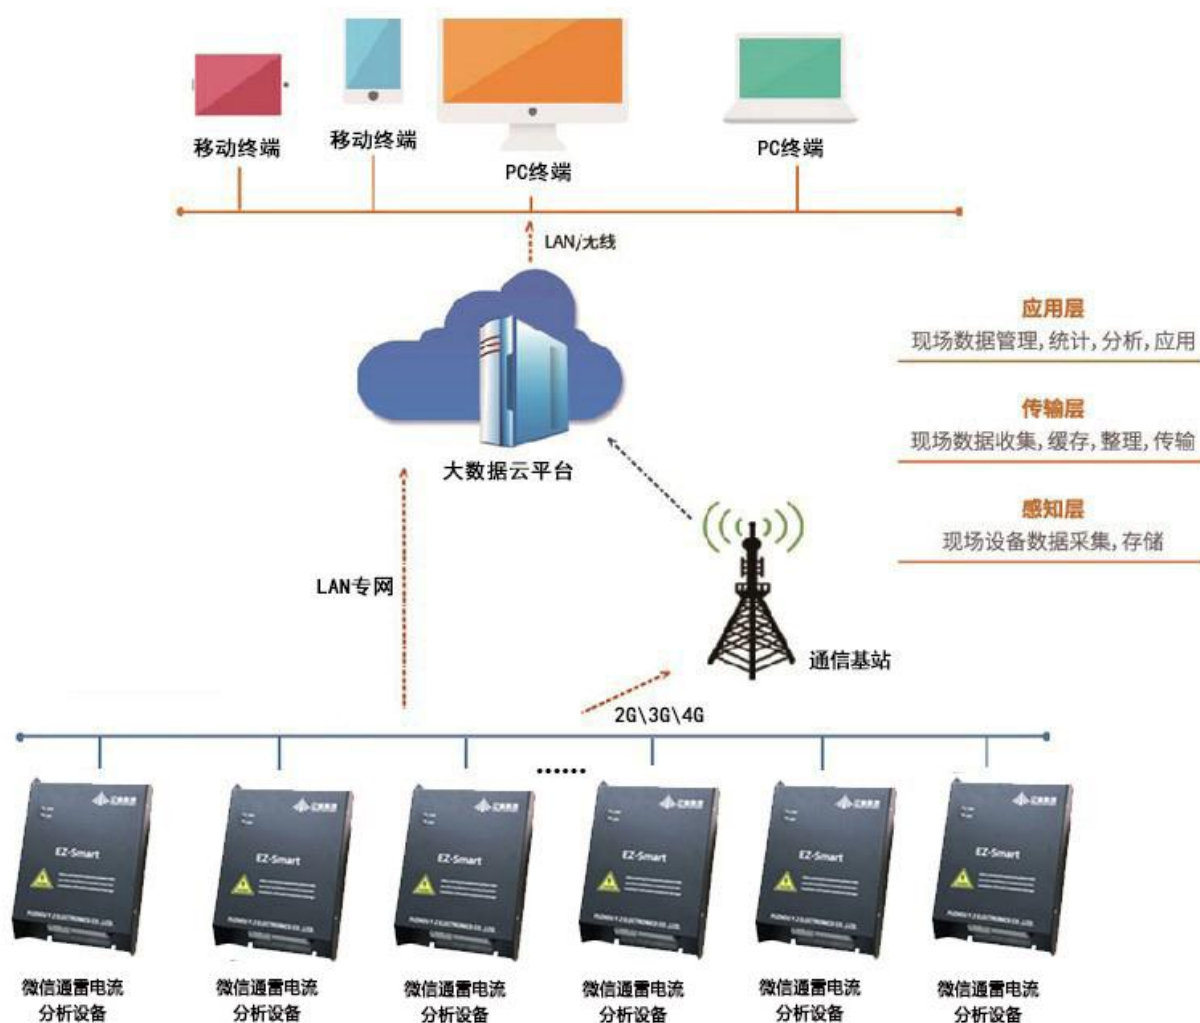 移动终端
移动终端
PC终端
PC终端
LAN/无线
应用层
现场数据管理,统计,分析,应用
传输层
现场数据收集,缓存,整理,传输
大数据云平台
感知层
现场设备数据采集,存储
LAN专网
通信基站
2G\3G\4G
......
EZ-Smart
EZ-Smart
EZ-Smart
EZ-Smart
EZ-Smart
EZ-Smart
微信通雷电流
分析设备
微信通雷电流
分析设备
微信通雷电流
分析设备
微信通雷电流
分析设备
微信通雷电流
分析设备
微信通雷电流
分析设备